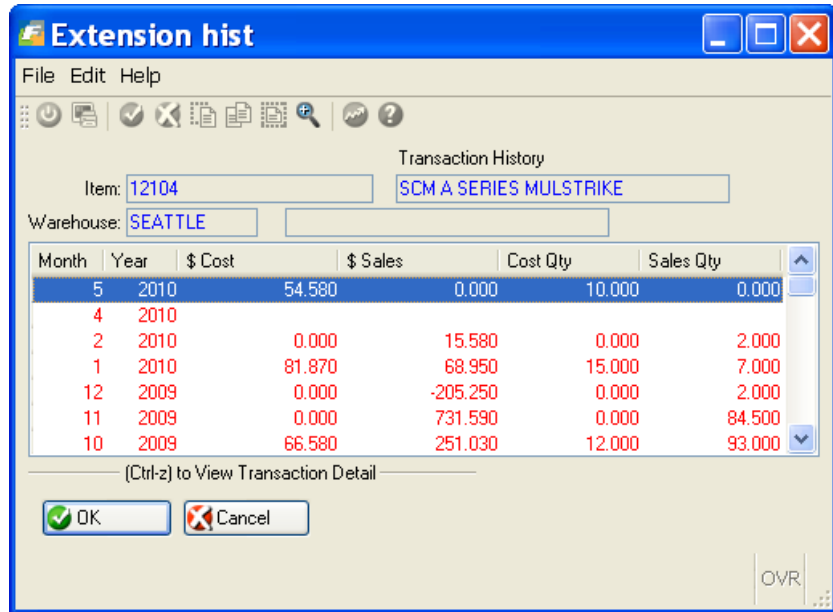 Extension hist
File Edit Help
Transaction History
Item: 12104 SCM A SERIES MULSTRIKE
Warehouse: SEATTLE
Month Year $ Cost $ Sales Cost Qty Sales Qty
5 2010 54.580 0.000 10.000 0.000
4 2010
2 2010 0.000 15.580 0.000 2.000
1 2010 81.870 68.950 15.000 7.000
12 2009 0.000 -205.250 0.000 2.000
11 2009 0.000 731.590 0.000 84.500
10 2009 66.580 251.030 12.000 93.000
(Ctrl-z) to View Transaction Detail
OK Cancel
OVR